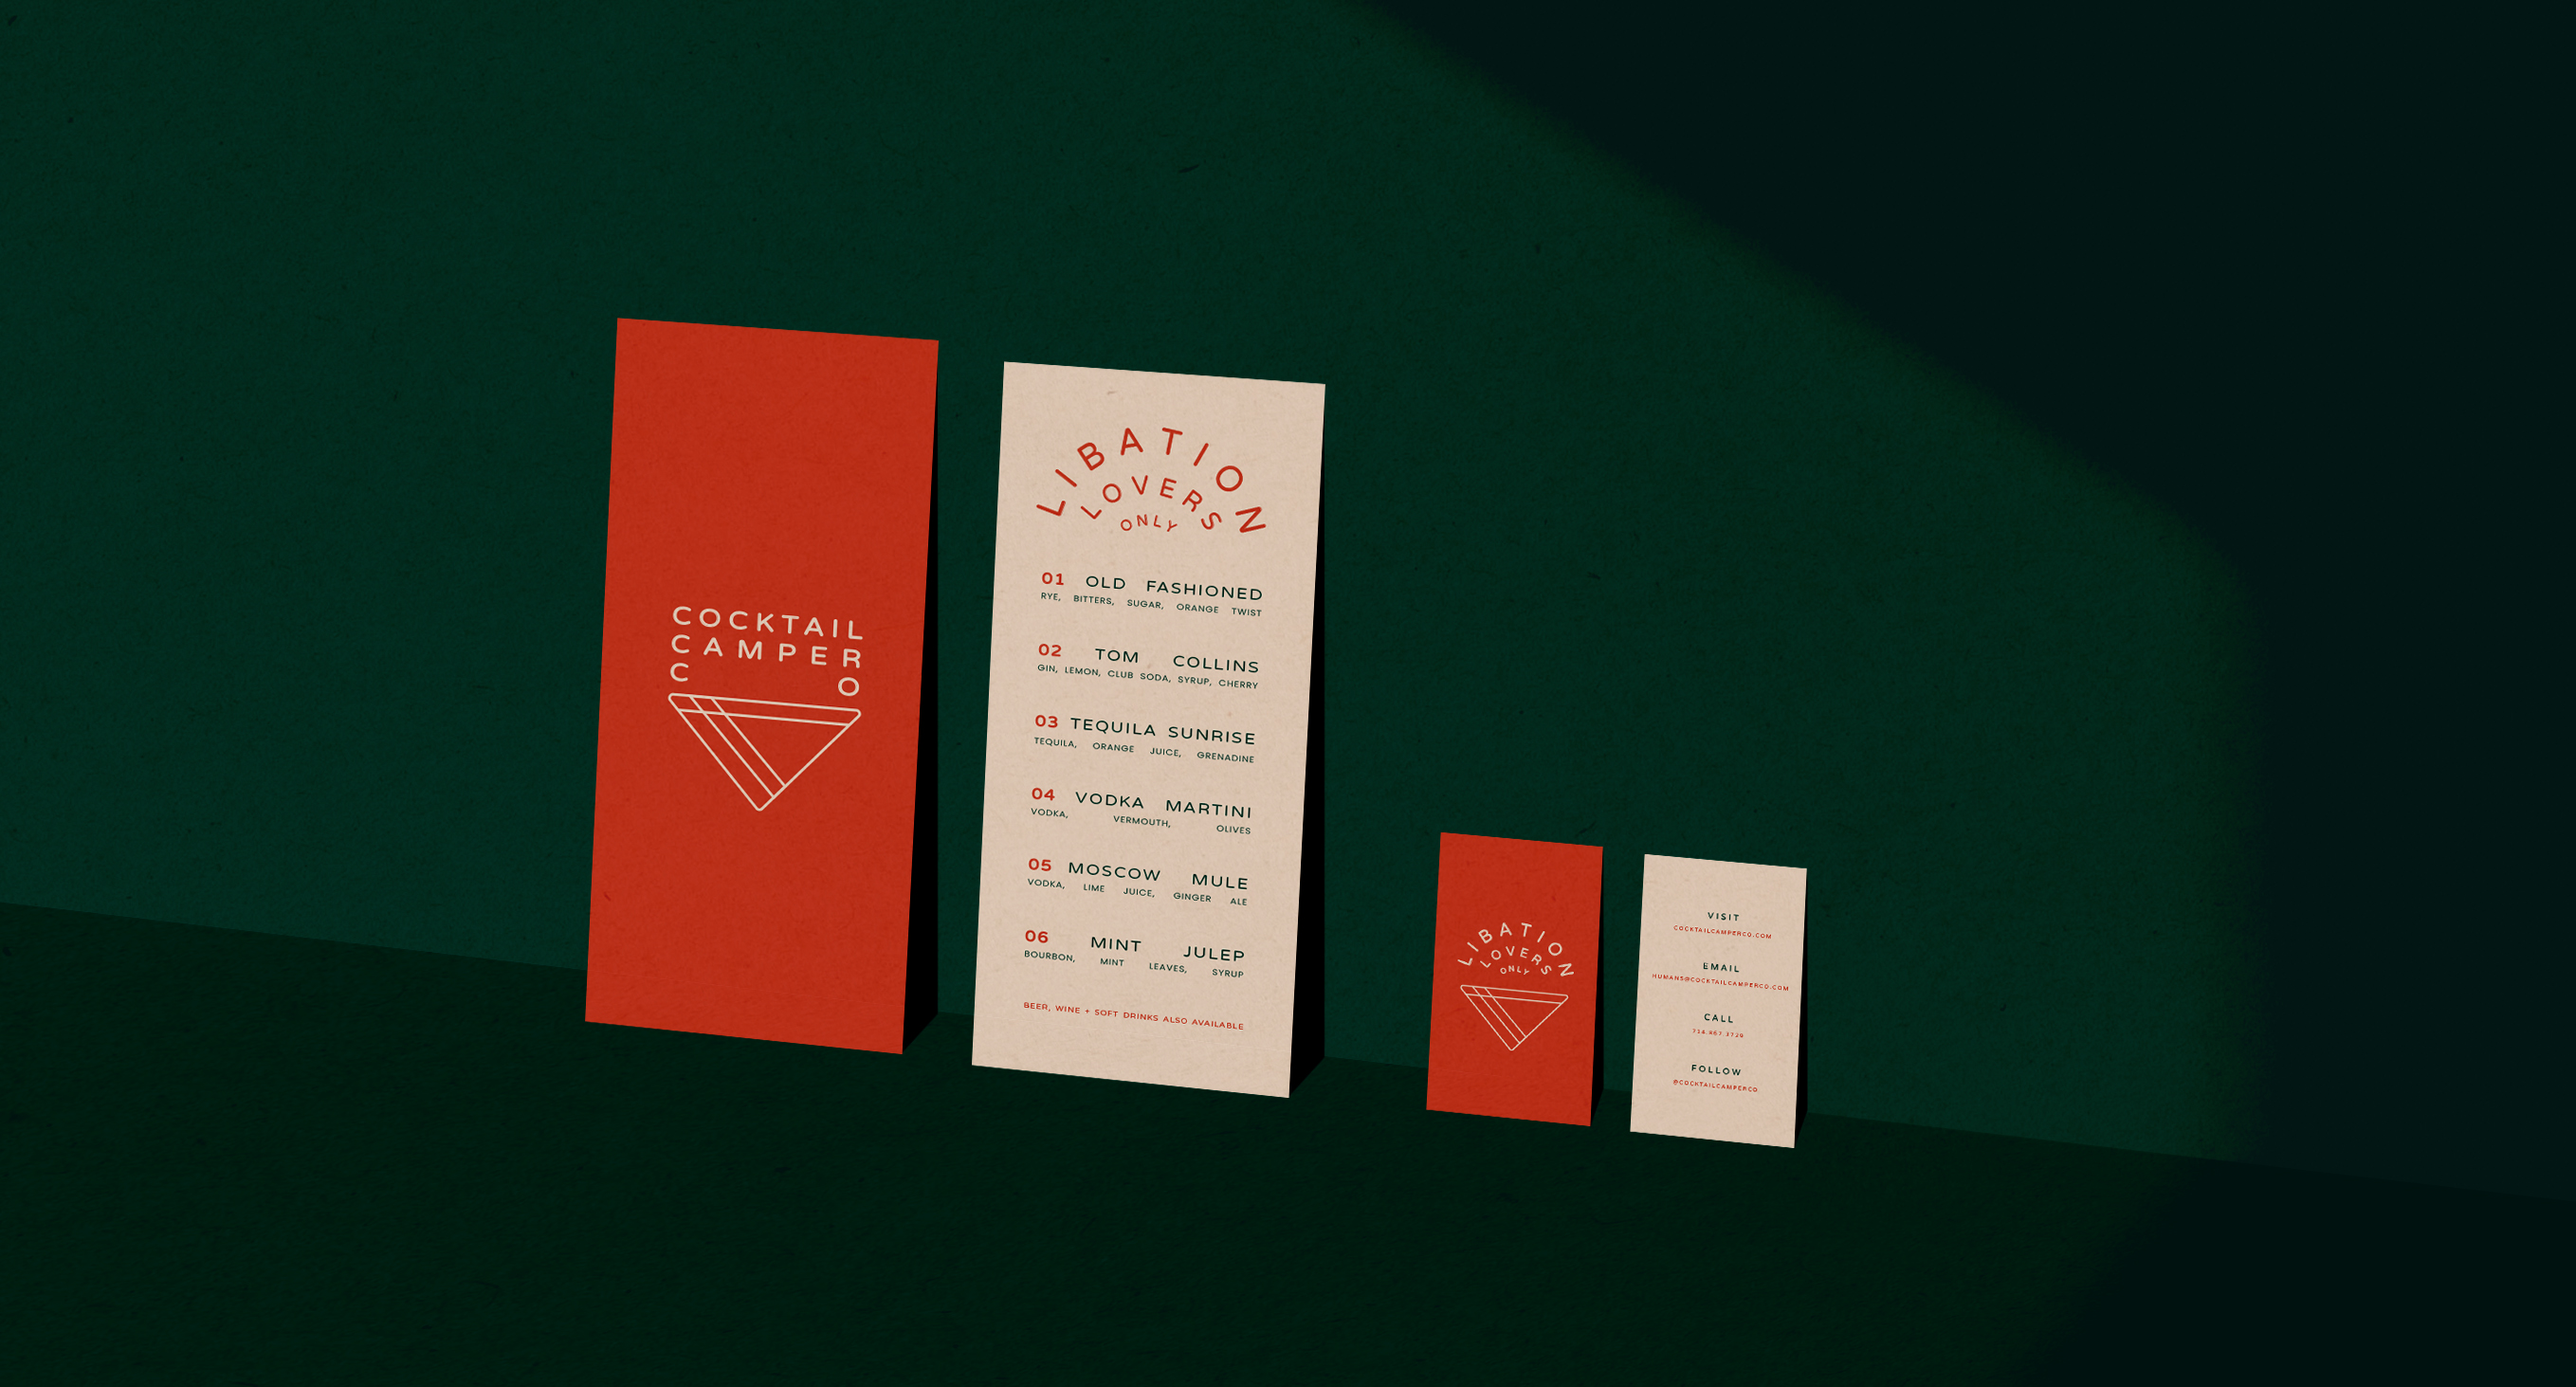 COCKTAIL
CAMPER
C O
LIBATION
LOVERS
ONLY
01 OLD FASHIONED
RYE, BITTERS, SUGAR, ORANGE TWIST
02 TOM COLLINS
GIN, LEMON, CLUB SODA, SYRUP, CHERRY
03 TEQUILA SUNRISE
TEQUILA, ORANGE JUICE, GRENADINE
04 VODKA MARTINI
VODKA, VERMOUTH, OLIVES
05 MOSCOW MULE
VODKA, LIME JUICE, GINGER ALE
06 MINT JULEP
BOURBON, MINT LEAVES, SYRUP
BEER, WINE + SOFT DRINKS ALSO AVAILABLE
LIBATION
LOVERS
ONLY
VISIT
COCKTAILCAMPERCO.COM
EMAIL
HUMANS@COCKTAILCAMPERCO.COM
CALL
FOLLOW
@COCKTAILCAMPERCO